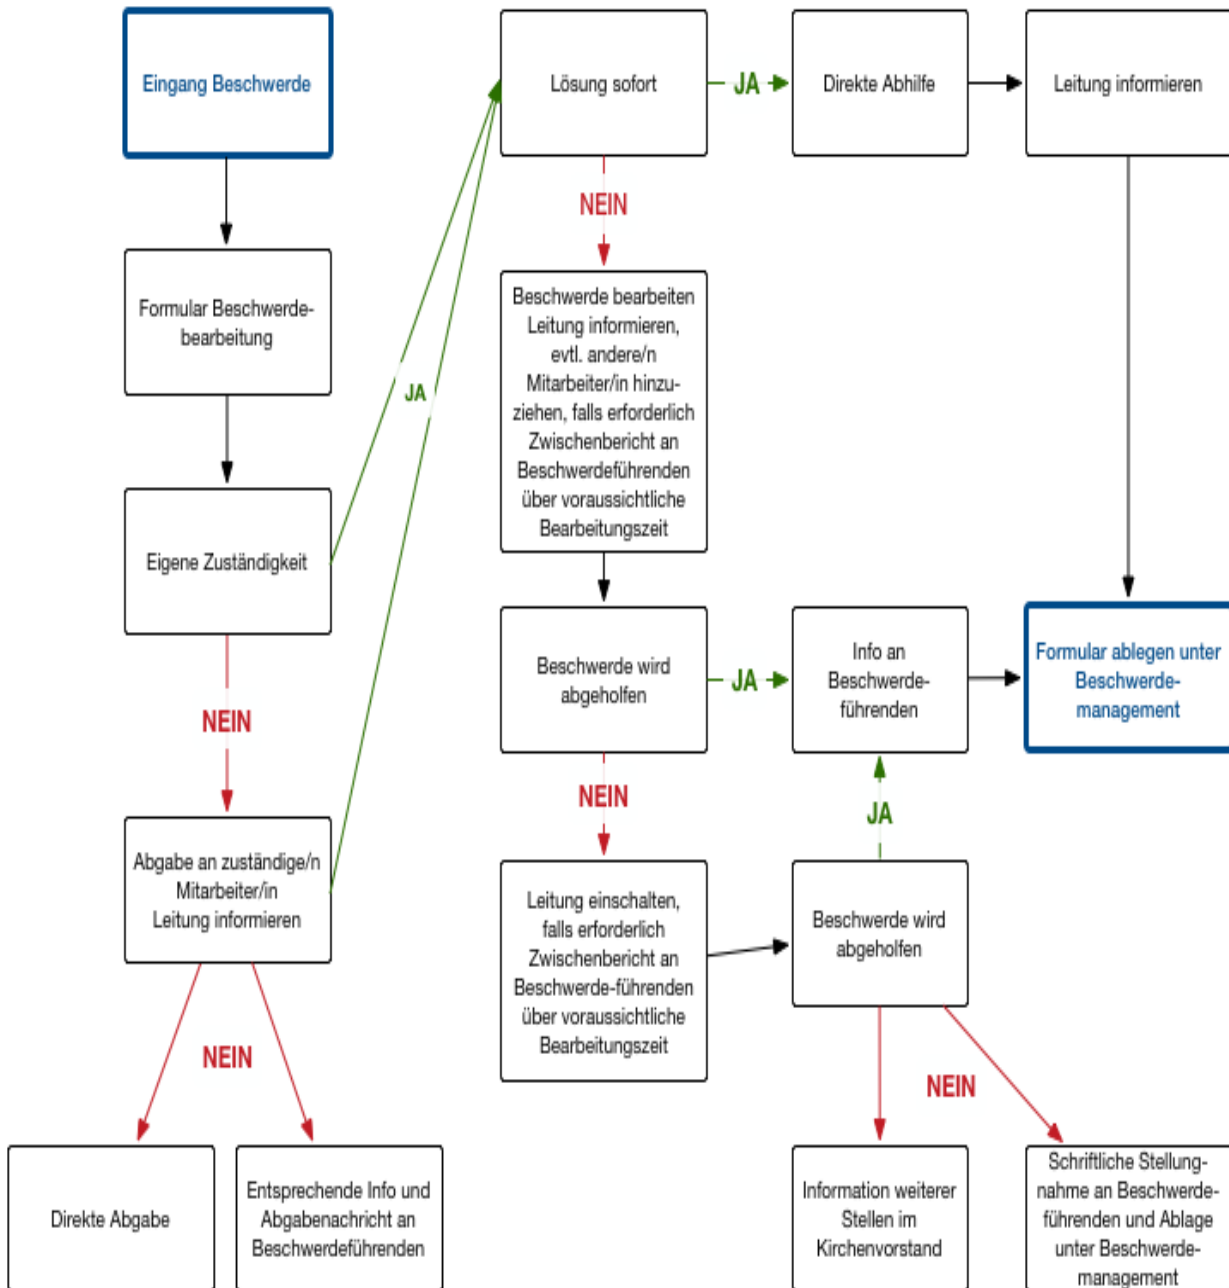 Eingang Beschwerde
Formular Beschwerde-
bearbeitung
Eigene Zuständigkeit
NEIN
Abgabe an zuständige/n
Mitarbeiter/in
Leitung informieren
NEIN
Direkte Abgabe
Entsprechende Info und
Abgabenachricht an
Beschwerdeführenden
JA
Lösung sofort
JA
Direkte Abhilfe
Leitung informieren
NEIN
Beschwerde bearbeiten
Leitung informieren,
evtl. andere/n
Mitarbeiter/in hinzu-
ziehen, falls erforderlich
Zwischenbericht an
Beschwerdeführenden
über voraussichtliche
Bearbeitungszeit
Beschwerde wird
abgeholfen
JA
Info an
Beschwerde-
führenden
Formular ablegen unter
Beschwerde-
management
NEIN
JA
Leitung einschalten,
falls erforderlich
Zwischenbericht an
Beschwerde-führenden
über voraussichtliche
Bearbeitungszeit
Beschwerde wird
abgeholfen
NEIN
Information weiterer
Stellen im
Kirchenvorstand
Schriftliche Stellung-
nahme an Beschwerde-
führenden und Ablage
unter Beschwerde-
management